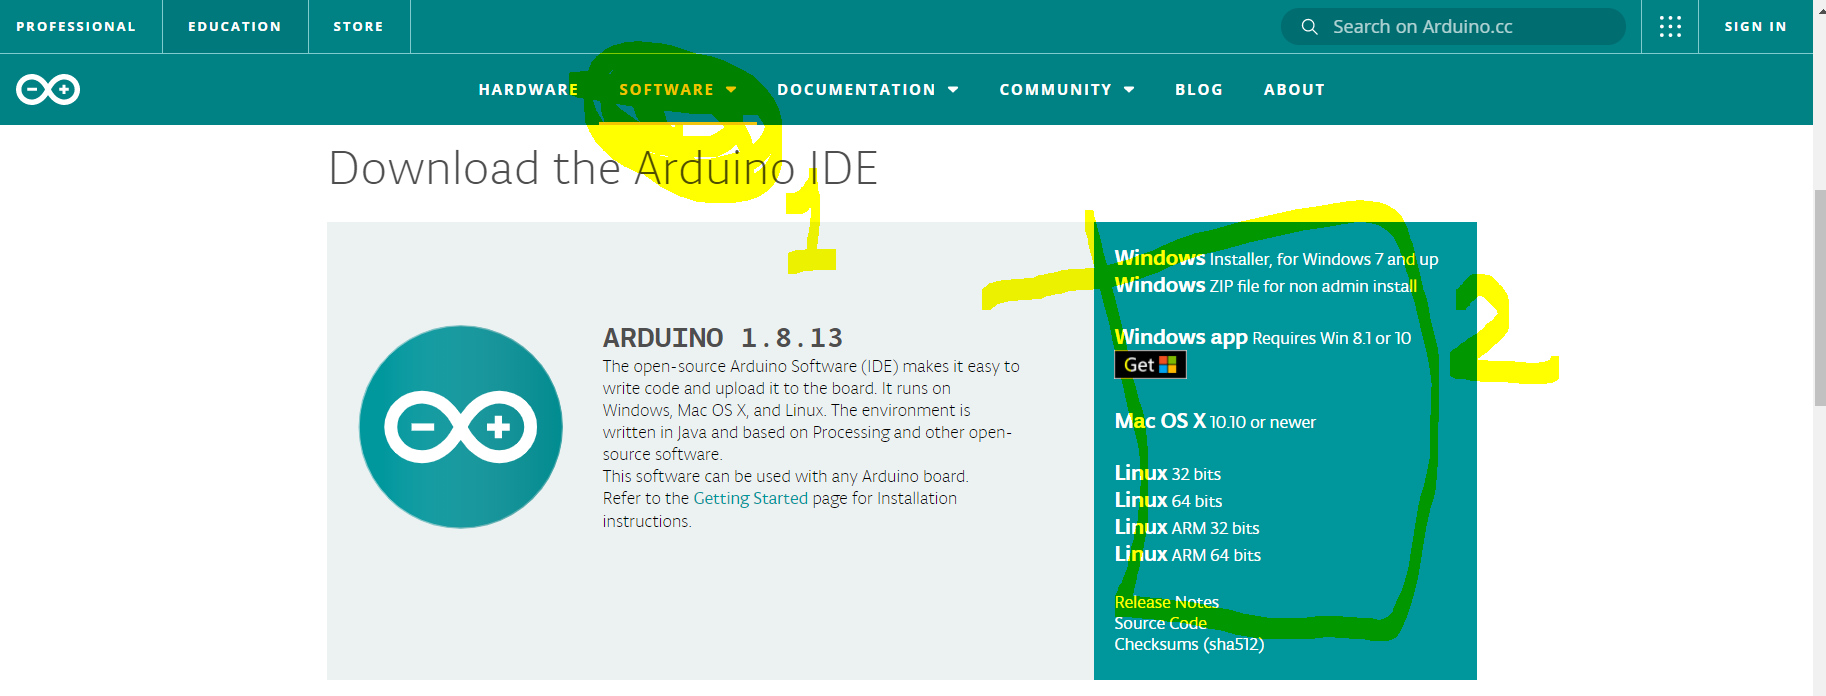 PROFESSIONAL EDUCATION STORE Search on Arduino.cc SIGN IN
HARDWARE SOFTWARE DOCUMENTATION COMMUNITY BLOG ABOUT
Download the Arduino IDE
1
ARDUINO 1.8.13
The open-source Arduino Software (IDE) makes it easy to
write code and upload it to the board. It runs on
Windows, Mac OS X, and Linux. The environment is
written in Java and based on Processing and other open-
source software.
This software can be used with any Arduino board.
Refer to the Getting Started page for Installation
instructions.
Windows Installer, for Windows 7 and up
Windows ZIP file for non admin install
Windows app Requires Win 8.1 or 10
Get
Mac OS X 10.10 or newer
Linux 32 bits
Linux 64 bits
Linux ARM 32 bits
Linux ARM 64 bits
Release Notes
Source Code
Checksums (sha512)
2